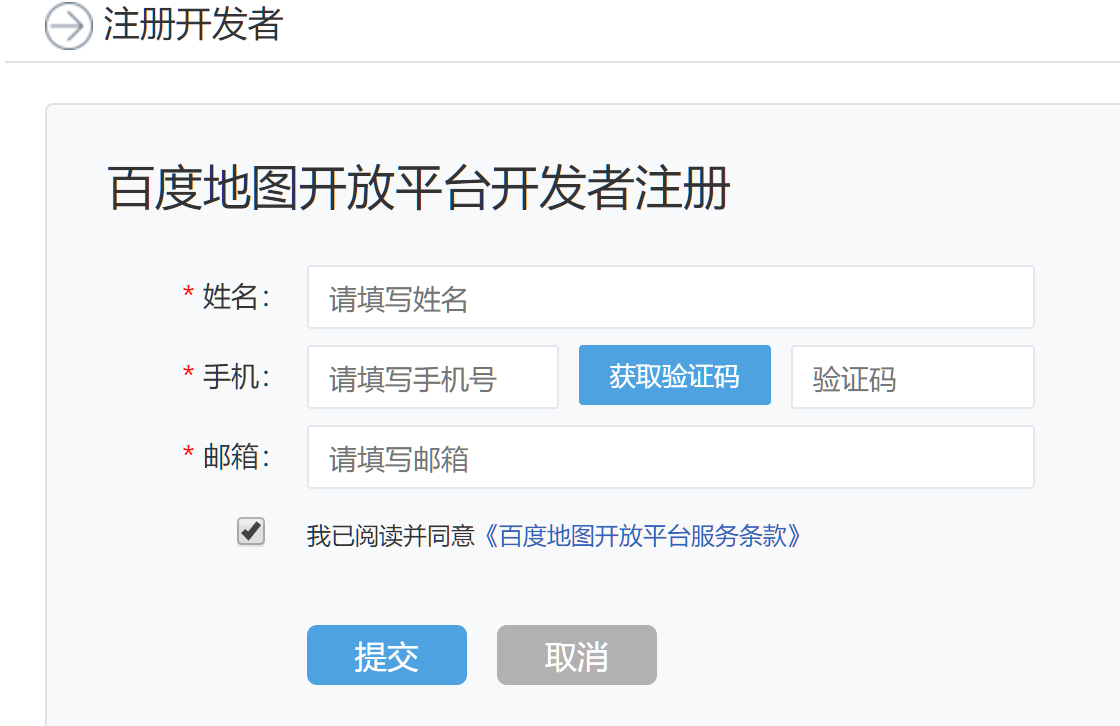 注册开发者
百度地图开放平台开发者注册
* 姓名： 请填写姓名
* 手机： 请填写手机号 获取验证码 验证码
* 邮箱： 请填写邮箱
我已阅读并同意《百度地图开放平台服务条款》
提交 取消